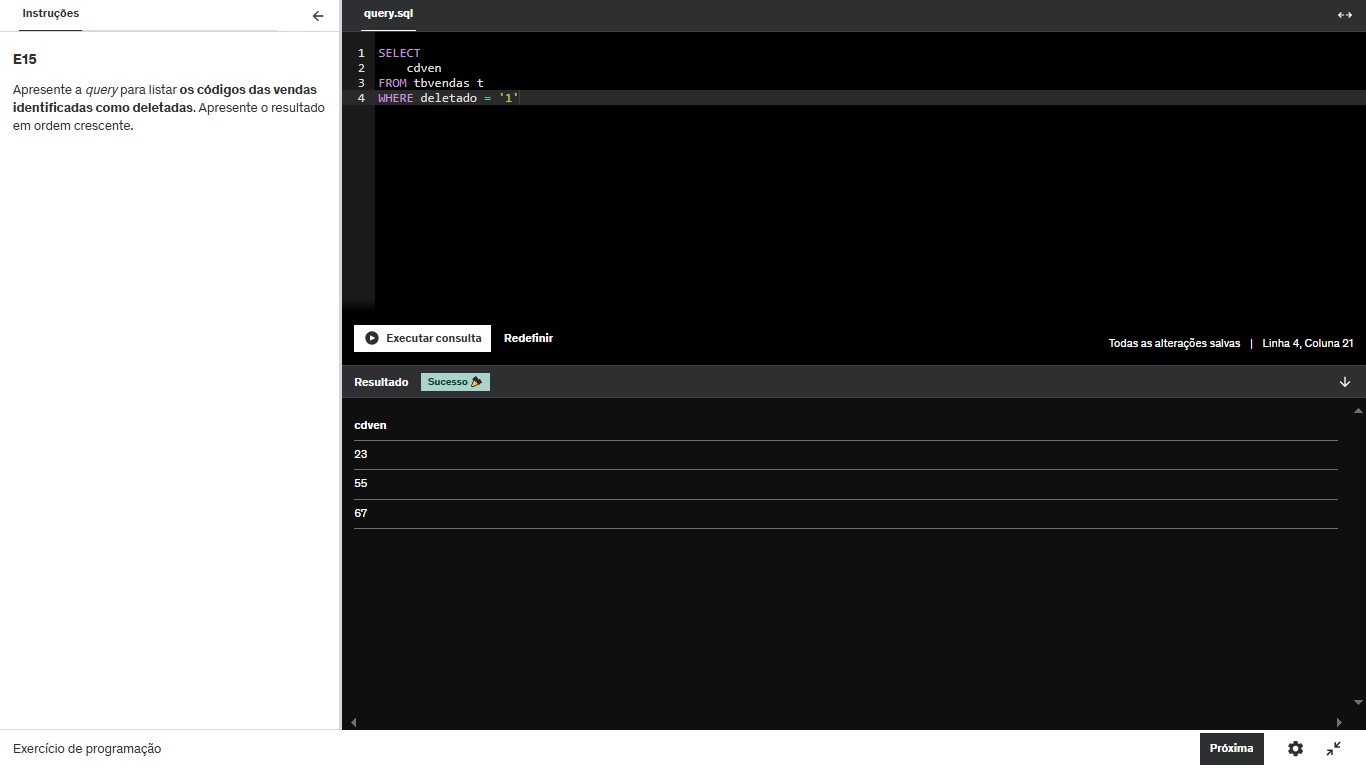 Instruções
E15
Apresente a query para listar os códigos das vendas
identificadas como deletadas. Apresente o resultado
em ordem crescente.
query.sql
1 SELECT
2     cdven
3 FROM tbvendas t
4 WHERE deletado = '1'
Executar consulta
Redefinir
Todas as alterações salvas | Linha 4, Coluna 21
Resultado
Sucesso
cdven
23
55
67
Exercício de programação
Próxima